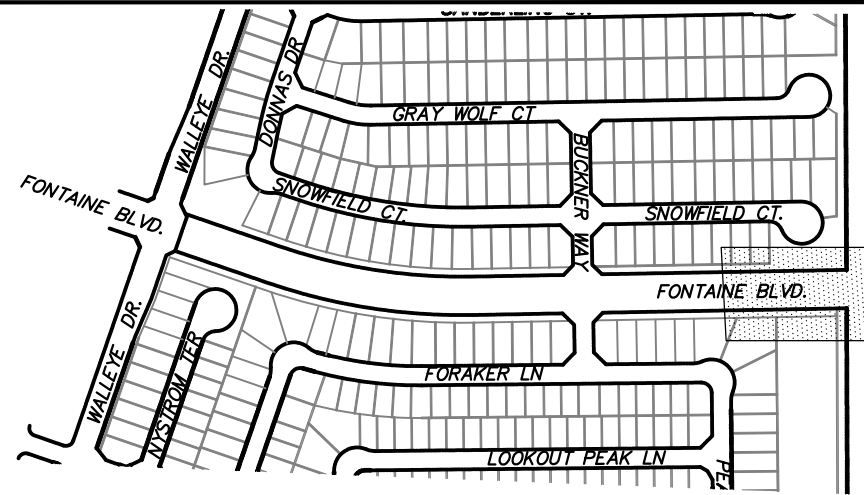 WALLEYE DR.
DONNAS DR
GRAY WOLF CT
BUCKNER WAY
FONTAINE BLVD.
SNOWFIELD CT.
SNOWFIELD CT.
FONTAINE BLVD.
WALLEYE DR.
NYSTROM TER
FORAKER LN
LOOKOUT PEAK LN